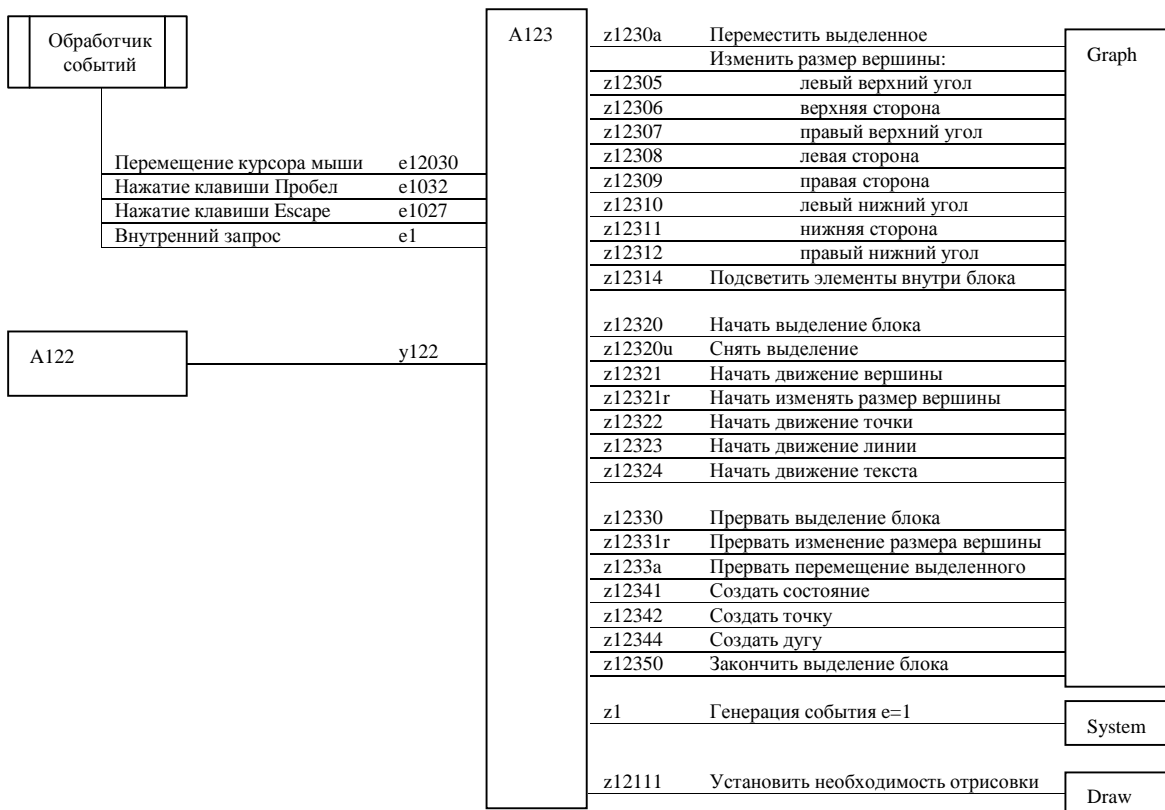 Обработчик
событий
Перемещение курсора мыши e12030
Нажатие клавиши Пробел e1032
Нажатие клавиши Escape e1027
Внутренний запрос e1
A122
y122
A123
z1230a Переместить выделенное
Изменить размер вершины:
z12305 левый верхний угол
z12306 верхняя сторона
z12307 правый верхний угол
z12308 левая сторона
z12309 правая сторона
z12310 левый нижний угол
z12311 нижняя сторона
z12312 правый нижний угол
z12314 Подсветить элементы внутри блока
z12320 Начать выделение блока
z12320u Снять выделение
z12321 Начать движение вершины
z12321r Начать изменять размер вершины
z12322 Начать движение точки
z12323 Начать движение линии
z12324 Начать движение текста
z12330 Прервать выделение блока
z12331r Прервать изменение размера вершины
z1233a Прервать перемещение выделенного
z12341 Создать состояние
z12342 Создать точку
z12344 Создать дугу
z12350 Закончить выделение блока
z1 Генерация события e=1
z12111 Установить необходимость отрисовки
Graph
System
Draw